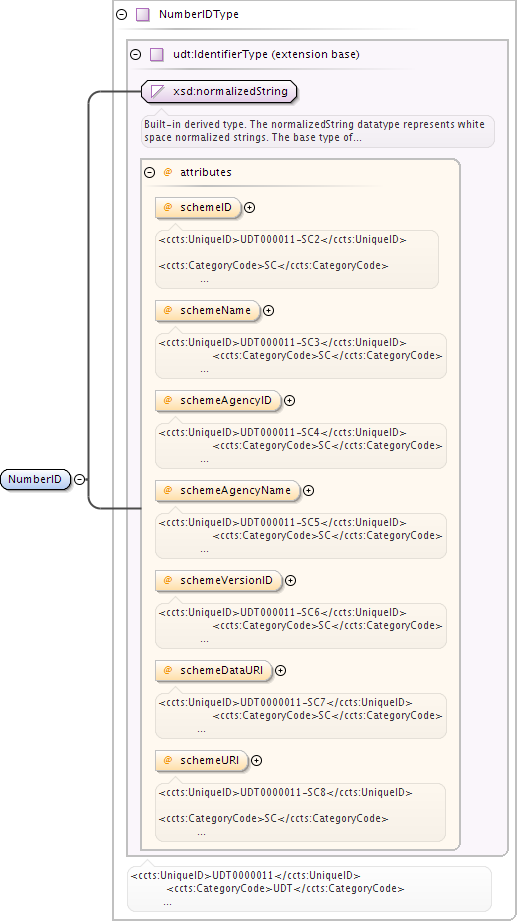 NumberIDType
udt:IdentifierType (extension base)
xsd:normalizedString
Built-in derived type. The normalizedString datatype represents white
space normalized strings. The base type of...
@ attributes
@ schemeID
<ccts:UniqueID>UDT000011-SC2</ccts:UniqueID>
<ccts:CategoryCode>SC</ccts:CategoryCode>
...
@ schemeName
<ccts:UniqueID>UDT000011-SC3</ccts:UniqueID>
<ccts:CategoryCode>SC</ccts:CategoryCode>
...
@ schemeAgencyID
<ccts:UniqueID>UDT000011-SC4</ccts:UniqueID>
<ccts:CategoryCode>SC</ccts:CategoryCode>
...
NumberID
@ schemeAgencyName
<ccts:UniqueID>UDT000011-SC5</ccts:UniqueID>
<ccts:CategoryCode>SC</ccts:CategoryCode>
...
@ schemeVersionID
<ccts:UniqueID>UDT000011-SC6</ccts:UniqueID>
<ccts:CategoryCode>SC</ccts:CategoryCode>
...
@ schemeDataURI
<ccts:UniqueID>UDT0000011-SC7</ccts:UniqueID>
<ccts:CategoryCode>SC</ccts:CategoryCode>
...
@ schemeURI
<ccts:UniqueID>UDT0000011-SC8</ccts:UniqueID>
<ccts:CategoryCode>SC</ccts:CategoryCode>
...
<ccts:UniqueID>UDT0000011</ccts:UniqueID>
<ccts:CategoryCode>UDT</ccts:CategoryCode>
...